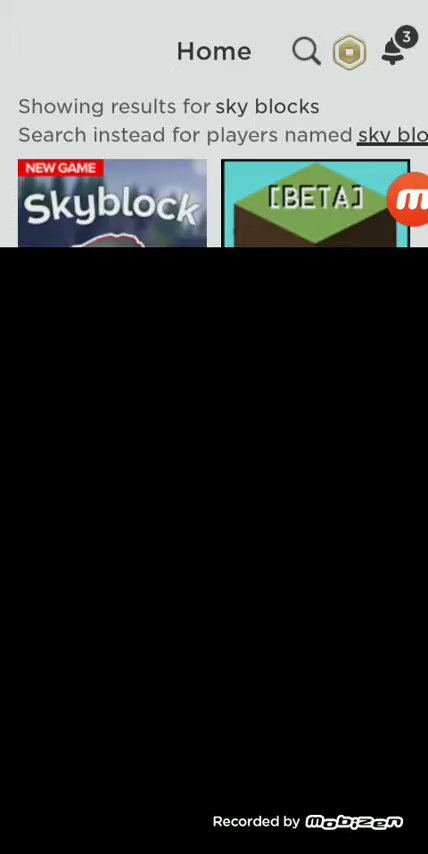 Home
3
Showing results for sky blocks
Search instead for players named sky blo
NEW GAME
Skyblock
[BETA]
m
Recorded by mobizen